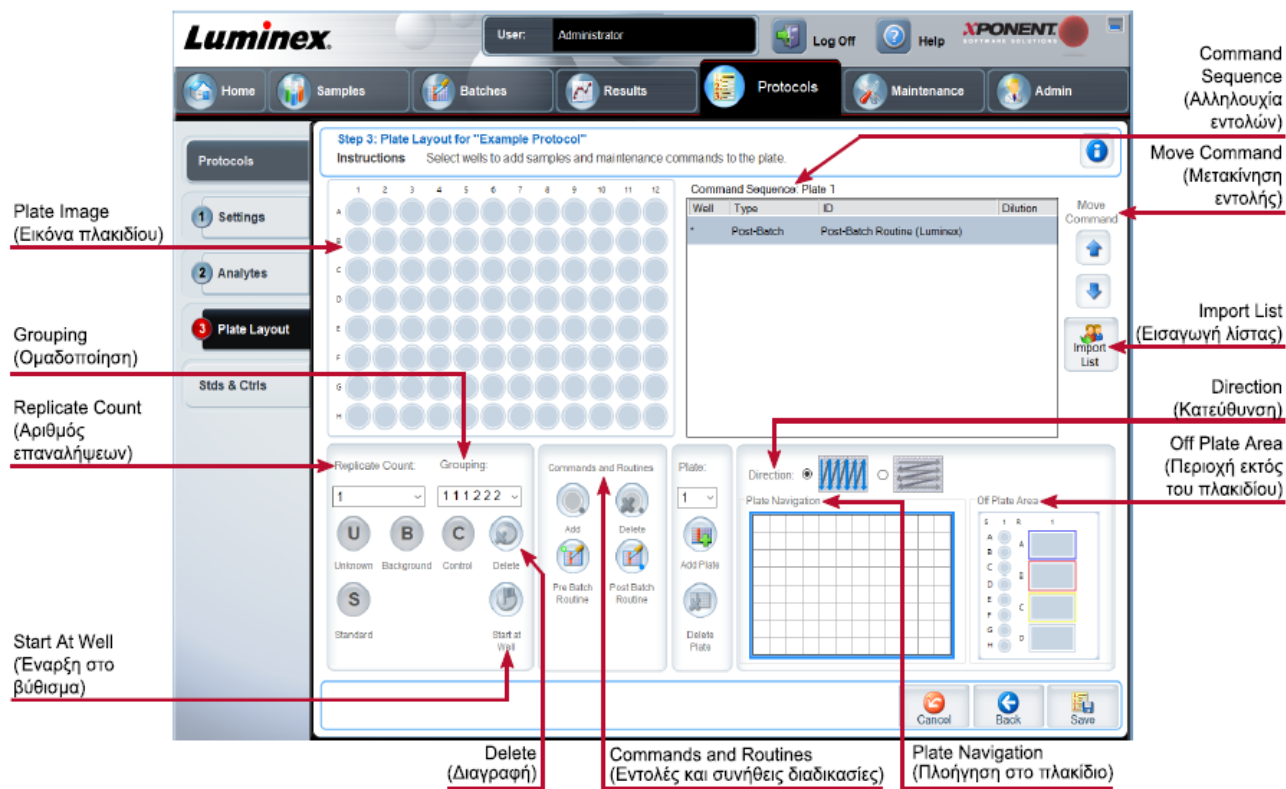 Luminex.
User: Administrator
Log Off
Help
XPONENT.
SOFTWARE SOLUTIONS
Home
Samples
Batches
Results
Protocols
Maintenance
Admin
Protocols
1 Settings
2 Analytes
3 Plate Layout
Stds & Ctrls
Step 3: Plate Layout for "Example Protocol"
Instructions Select wells to add samples and maintenance commands to the plate.
1 2 3 4 5 6 7 8 9 10 11 12
A
B
C
D
E
F
G
H
Command Sequence: Plate 1
Well Type ID Dilution
* Post-Batch Post-Batch Routine (Luminex)
Move
Command
Import
List
Replicate Count: Grouping:
1 111222
U B C
Unknown Background Control Delete
S
Standard
Start at
Well
Commands and Routines
Add Delete
Pre Batch
Routine
Post Batch
Routine
Plate:
1
Add Plate
Delete
Plate
Direction:
Plate Navigation
Off Plate Area
S 1 R 1
A
B
C
D
E
F
G
H
A
B
C
D
Cancel Back Save
Plate Image
(Εικόνα πλακιδίου)
Grouping
(Ομαδοποίηση)
Replicate Count
(Αριθμός
επαναλήψεων)
Start At Well
(Έναρξη στο
βύθισμα)
Command
Sequence
(Αλληλουχία
εντολών)
Move Command
(Μετακίνηση
εντολής)
Import List
(Εισαγωγή λίστας)
Direction
(Κατεύθυνση)
Off Plate Area
(Περιοχή εκτός
του πλακιδίου)
Delete
(Διαγραφή)
Commands and Routines
(Εντολές και συνήθεις διαδικασίες)
Plate Navigation
(Πλοήγηση στο πλακίδιο)